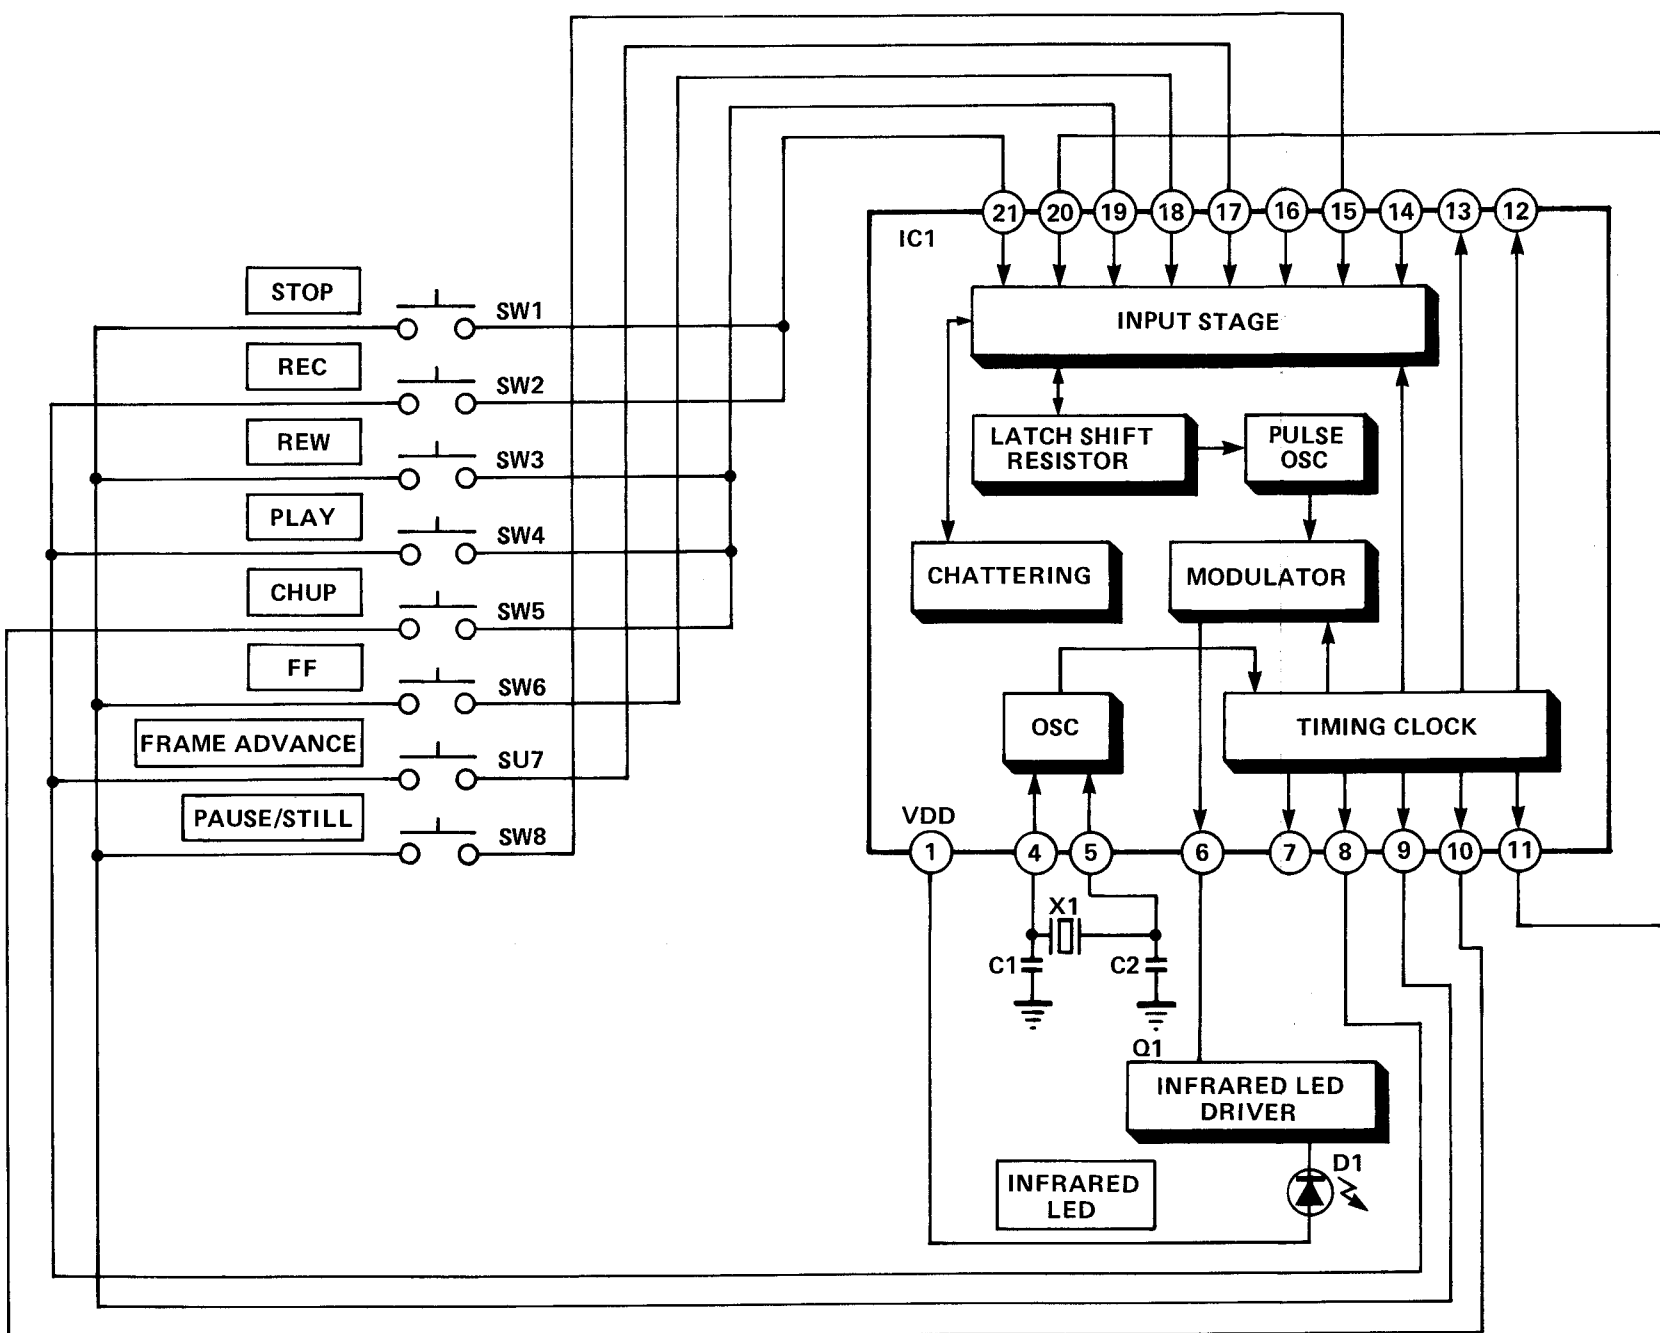 21 20 19 18 17 16 15 14 13 12
IC1
INPUT STAGE
STOP
SW1
REC
SW2
REW
SW3
PLAY
SW4
CHUP
SW5
FF
SW6
FRAME ADVANCE
SU7
PAUSE/STILL
SW8
LATCH SHIFT
RESISTOR
PULSE
OSC
CHATTERING
MODULATOR
OSC
TIMING CLOCK
VDD
1 4 5 6 7 8 9 10 11
X1
C1
C2
Q1
INFRARED LED
DRIVER
D1
INFRARED
LED